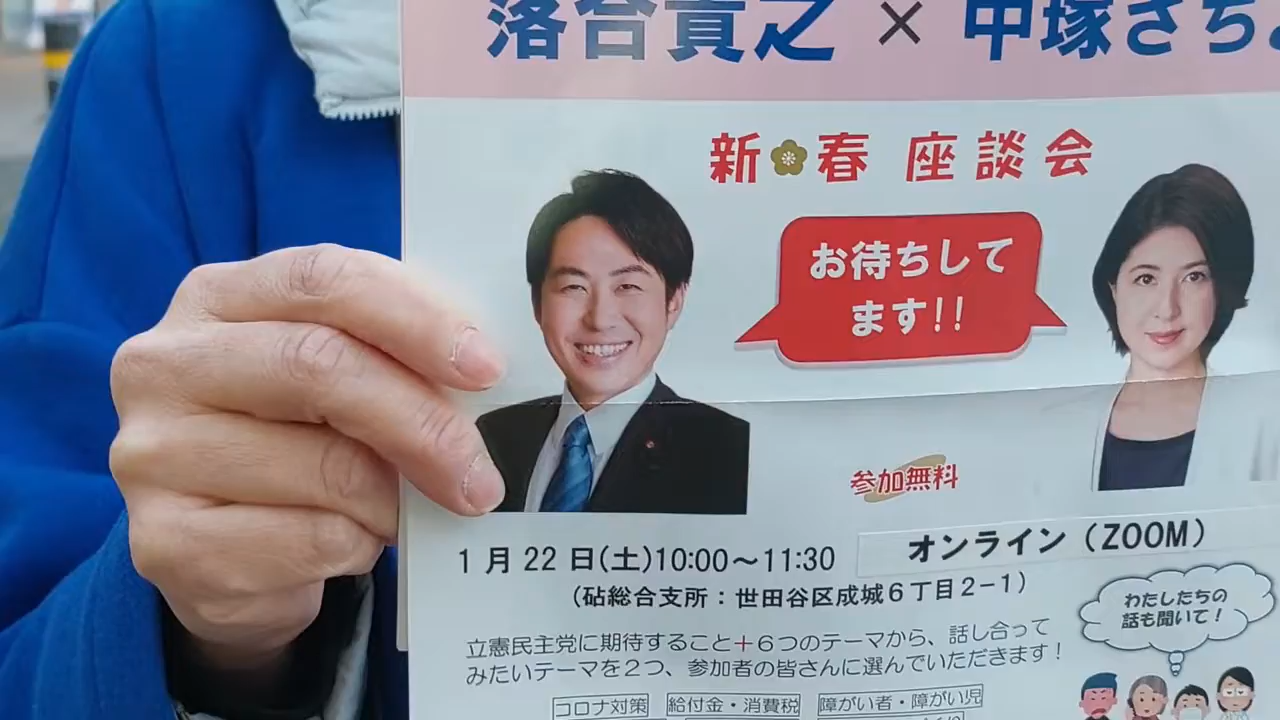 落合貴之 × 中塚さちよ
新春 座談会
お待ちして
ます!!
参加無料
1月22日(土)10:00～11:30
オンライン（ZOOM）
（砧総合支所：世田谷区成城6丁目2−1）
わたしたちの
話も聞いて！
立憲民主党に期待すること＋６つのテーマから、話し合って
みたいテーマを２つ、参加者の皆さんに選んでいただきます！
コロナ対策 給付金・消費税 障がい者・障がい児